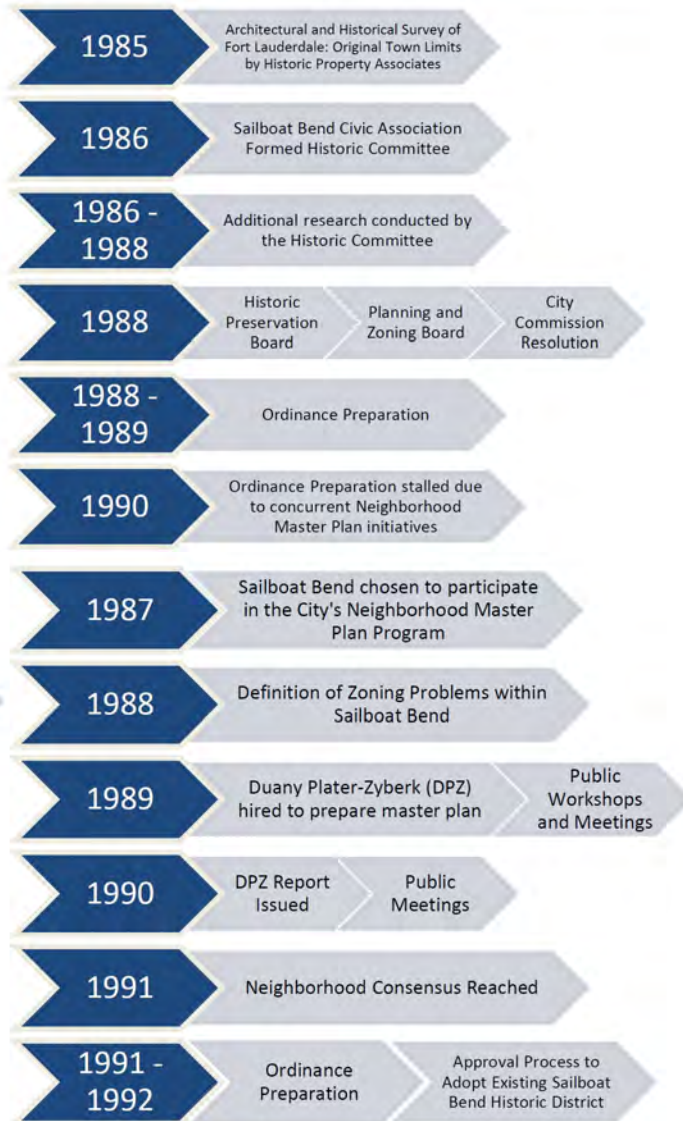 1985
Architectural and Historical Survey of
Fort Lauderdale: Original Town Limits
by Historic Property Associates
1986
Sailboat Bend Civic Association
Formed Historic Committee
1986 -
1988
Additional research conducted by
the Historic Committee
1988
Historic
Preservation
Board
Planning and
Zoning Board
City
Commission
Resolution
1988 -
1989
Ordinance Preparation
1990
Ordinance Preparation stalled due
to concurrent Neighborhood
Master Plan initiatives
1987
Sailboat Bend chosen to participate
in the City's Neighborhood Master
Plan Program
1988
Definition of Zoning Problems within
Sailboat Bend
1989
Duany Plater-Zyberk (DPZ)
hired to prepare master plan
Public
Workshops
and Meetings
1990
DPZ Report
Issued
Public
Meetings
1991
Neighborhood Consensus Reached
1991 -
1992
Ordinance
Preparation
Approval Process to
Adopt Existing Sailboat
Bend Historic District